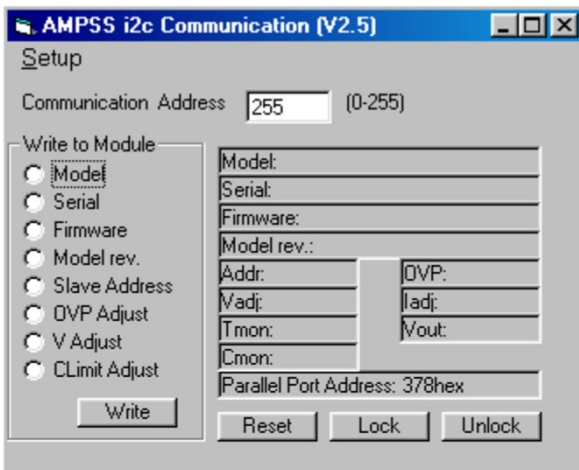 AMPSS i2c Communication (V2.5)
Setup
Communication Address 255 (0-255)
Write to Module
Model
Serial
Firmware
Model rev.
Slave Address
OVP Adjust
V Adjust
CLimit Adjust
Write
Model:
Serial:
Firmware:
Model rev.:
Addr: OVP:
Vadj: Iadj:
Tmon: Vout:
Cmon:
Parallel Port Address: 378hex
Reset Lock Unlock